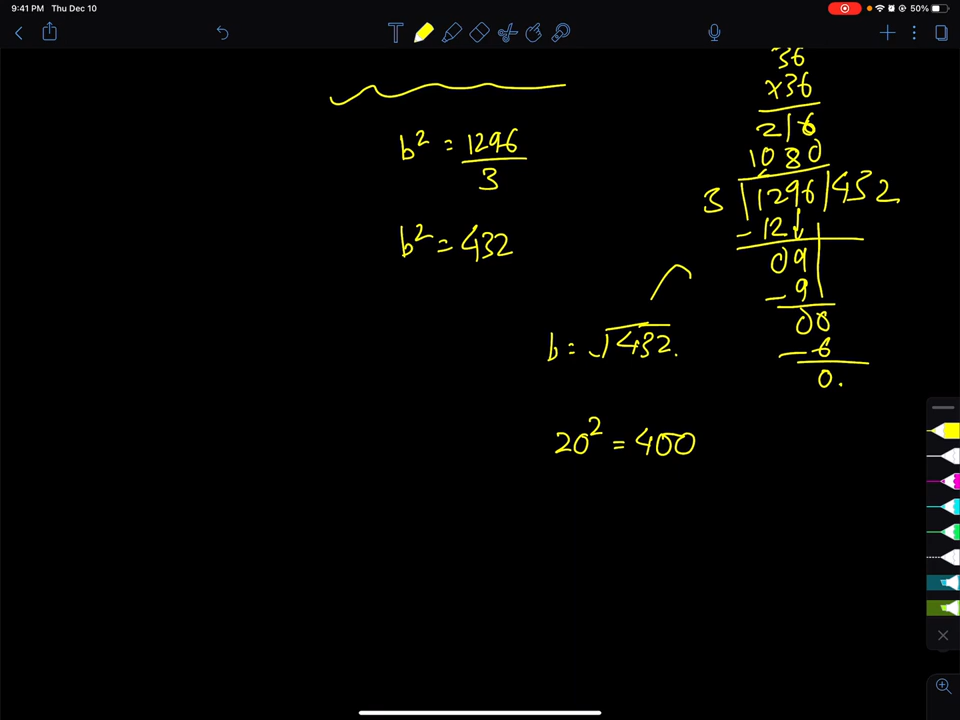 9:41 PM Thu Dec 10
50%
T
b² = 1296
3
b² = 432
b = √432.
20² = 400
36
x36
216
1080
3 1296 432
- 12
09
- 9
00
- 6
0.